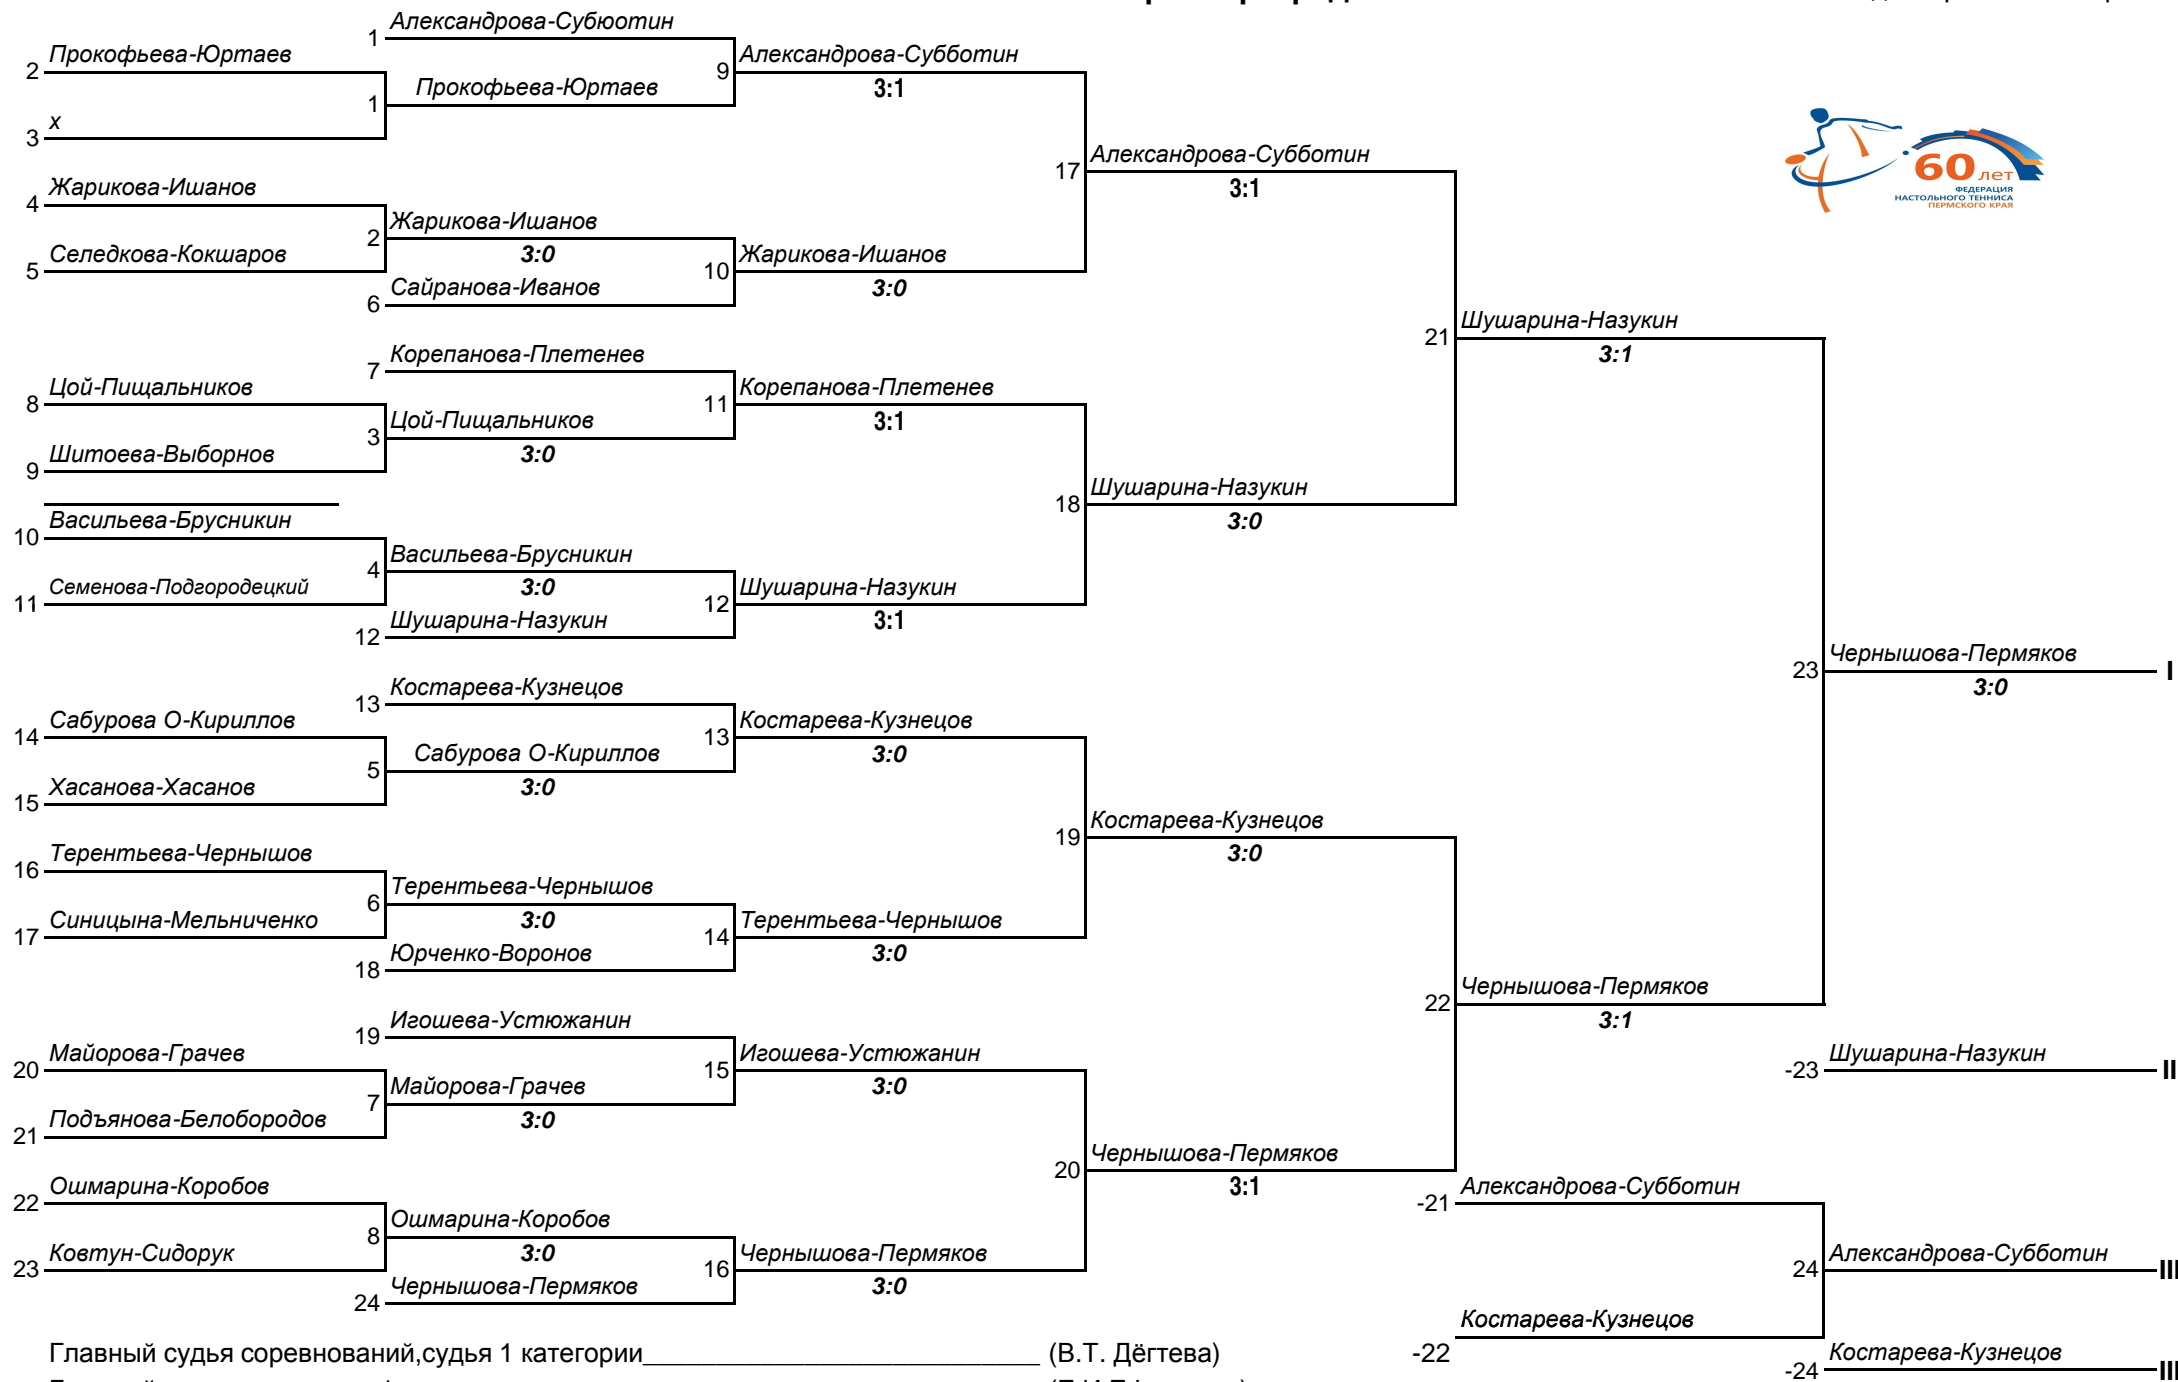 1 Александрова-Субюотин
2 Прокофьева-Юртаев
9 Александрова-Субботин
3:1
1 Прокофьева-Юртаев
3 х
17 Александрова-Субботин
3:1
4 Жарикова-Ишанов
2 Жарикова-Ишанов
3:0
5 Селедкова-Кокшаров
10 Жарикова-Ишанов
3:0
6 Сайранова-Иванов
60 лет
ФЕДЕРАЦИЯ
НАСТОЛЬНОГО ТЕННИСА
ПЕРМСКОГО КРАЯ
21 Шушарина-Назукин
3:1
7 Корепанова-Плетенев
8 Цой-Пищальников
11 Корепанова-Плетенев
3:1
3 Цой-Пищальников
3:0
9 Шитоева-Выборнов
18 Шушарина-Назукин
3:0
10 Васильева-Брусникин
4 Васильева-Брусникин
3:0
11 Семенова-Подгородецкий
12 Шушарина-Назукин
3:1
12 Шушарина-Назукин
23 Чернышова-Пермяков I
3:0
13 Костарева-Кузнецов
14 Сабурова О-Кириллов
13 Костарева-Кузнецов
3:0
5 Сабурова О-Кириллов
3:0
15 Хасанова-Хасанов
19 Костарева-Кузнецов
3:0
16 Терентьева-Чернышов
6 Терентьева-Чернышов
3:0
17 Синицына-Мельниченко
14 Терентьева-Чернышов
3:0
18 Юрченко-Воронов
22 Чернышова-Пермяков
3:1
19 Игошева-Устюжанин
20 Майорова-Грачев
15 Игошева-Устюжанин
3:0
-23 Шушарина-Назукин II
7 Майорова-Грачев
3:0
21 Подъянова-Белобородов
20 Чернышова-Пермяков
3:1
22 Ошмарина-Коробов
-21 Александрова-Субботин
8 Ошмарина-Коробов
3:0
23 Ковтун-Сидорук
16 Чернышова-Пермяков
3:0
24 Александрова-Субботин III
24 Чернышова-Пермяков
Костарева-Кузнецов
-22
Главный судья соревнований,судья 1 категории______________________________ (В.Т. Дёгтева)
-24 Костарева-Кузнецов III